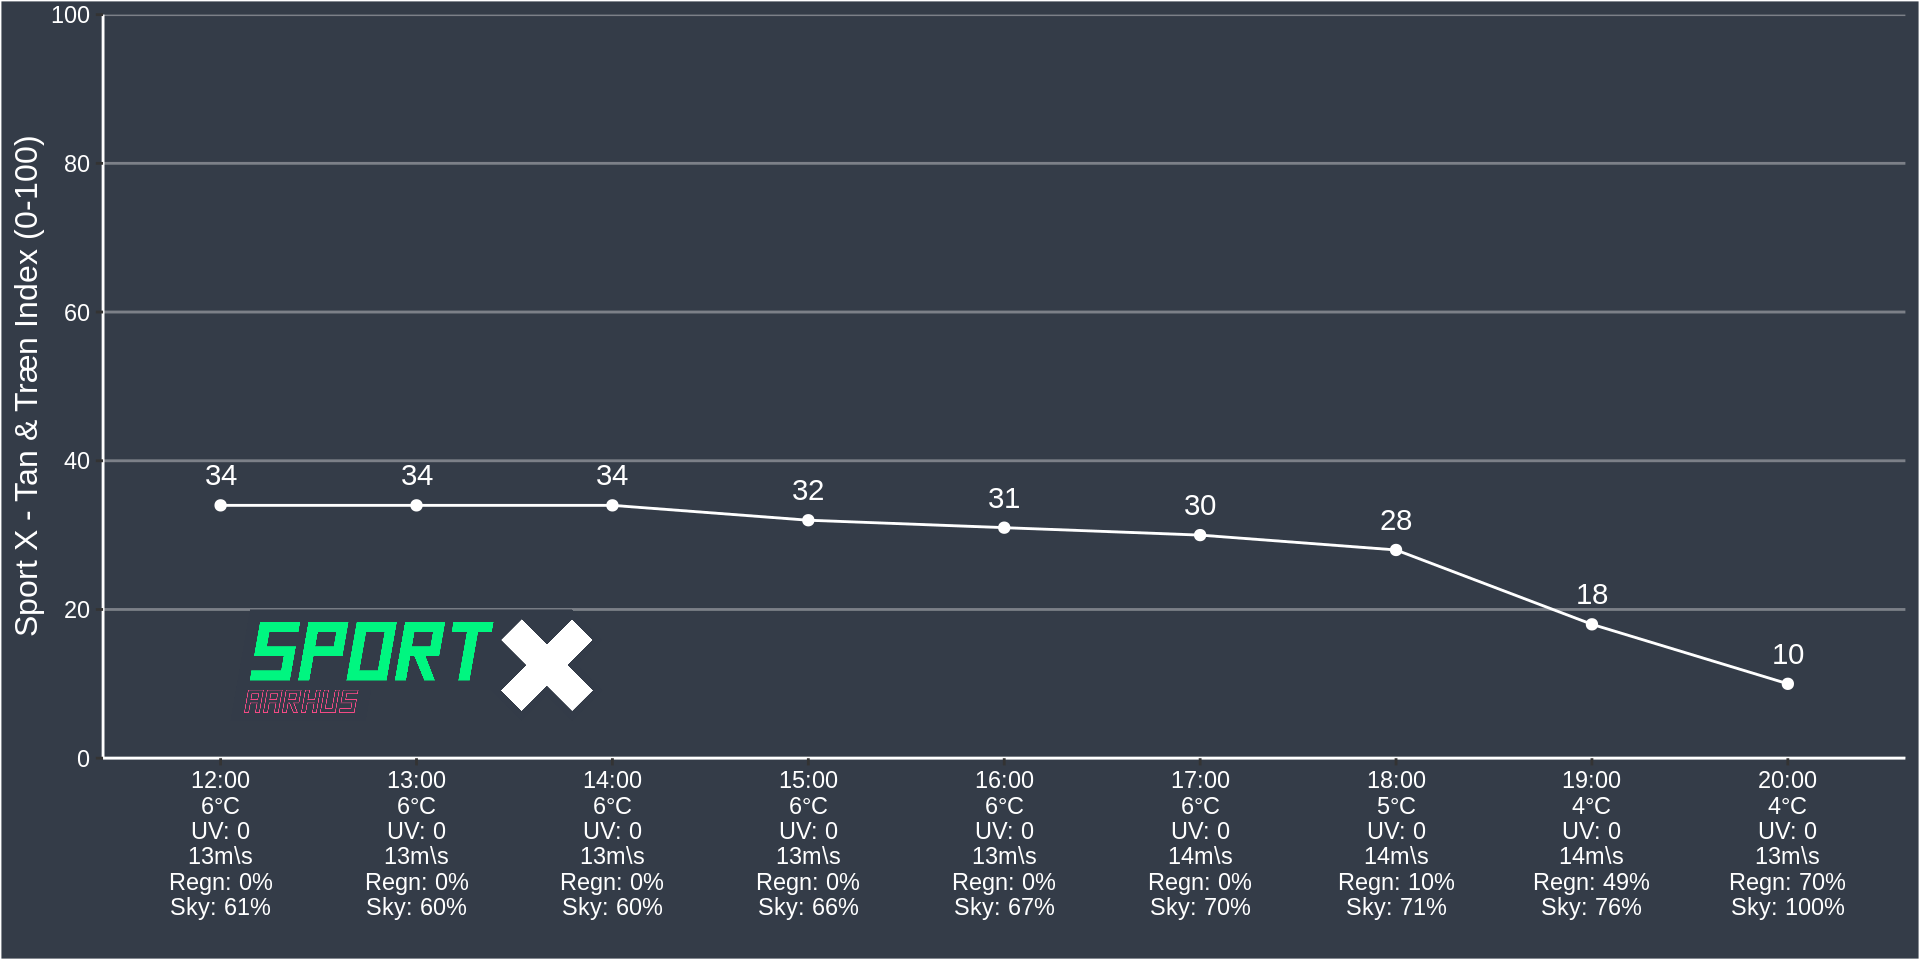 Sport X - Tan & Træn Index (0-100)
100
80
60
40
20
0
34
34
34
32
31
30
28
18
10
SPORT X
AARHUS
12:00
6°C
UV: 0
13m\s
Regn: 0%
Sky: 61%
13:00
6°C
UV: 0
13m\s
Regn: 0%
Sky: 60%
14:00
6°C
UV: 0
13m\s
Regn: 0%
Sky: 60%
15:00
6°C
UV: 0
13m\s
Regn: 0%
Sky: 66%
16:00
6°C
UV: 0
13m\s
Regn: 0%
Sky: 67%
17:00
6°C
UV: 0
14m\s
Regn: 0%
Sky: 70%
18:00
5°C
UV: 0
14m\s
Regn: 10%
Sky: 71%
19:00
4°C
UV: 0
14m\s
Regn: 49%
Sky: 76%
20:00
4°C
UV: 0
13m\s
Regn: 70%
Sky: 100%